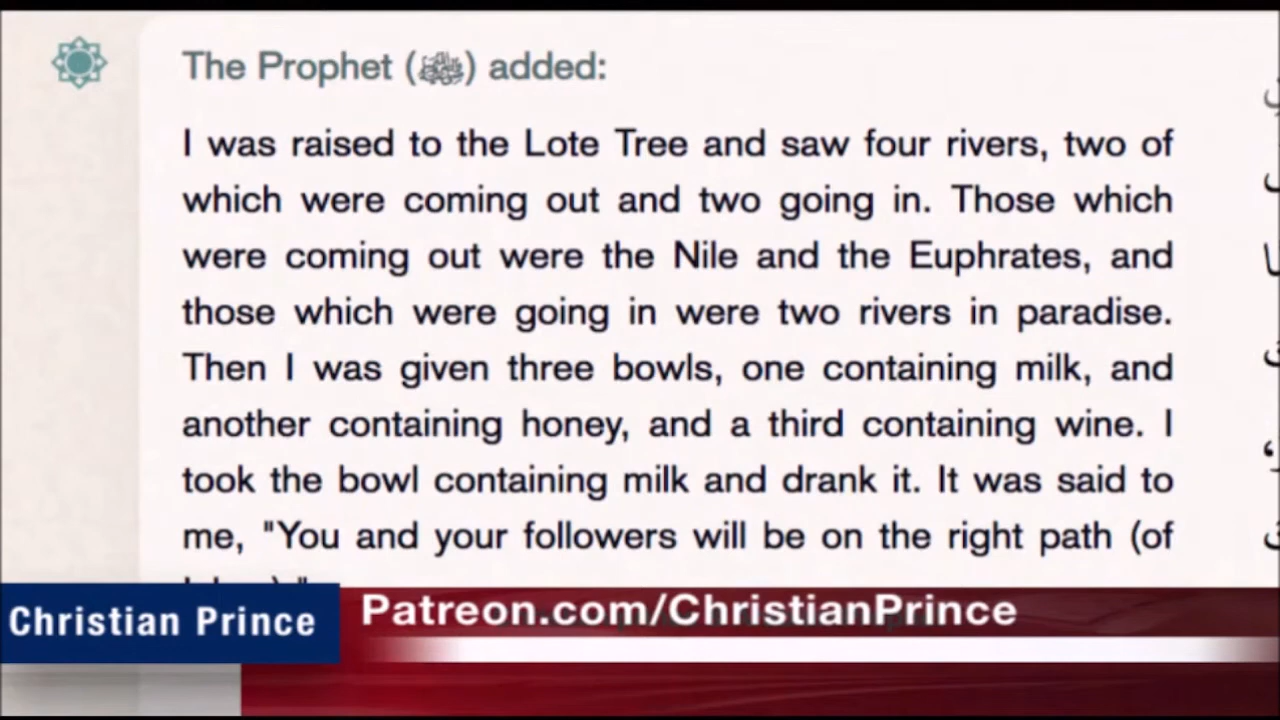 The Prophet (ﷺ) added:
I was raised to the Lote Tree and saw four rivers, two of
which were coming out and two going in. Those which
were coming out were the Nile and the Euphrates, and
those which were going in were two rivers in paradise.
Then I was given three bowls, one containing milk, and
another containing honey, and a third containing wine. I
took the bowl containing milk and drank it. It was said to
me, "You and your followers will be on the right path (of
Christian Prince
Patreon.com/ChristianPrince